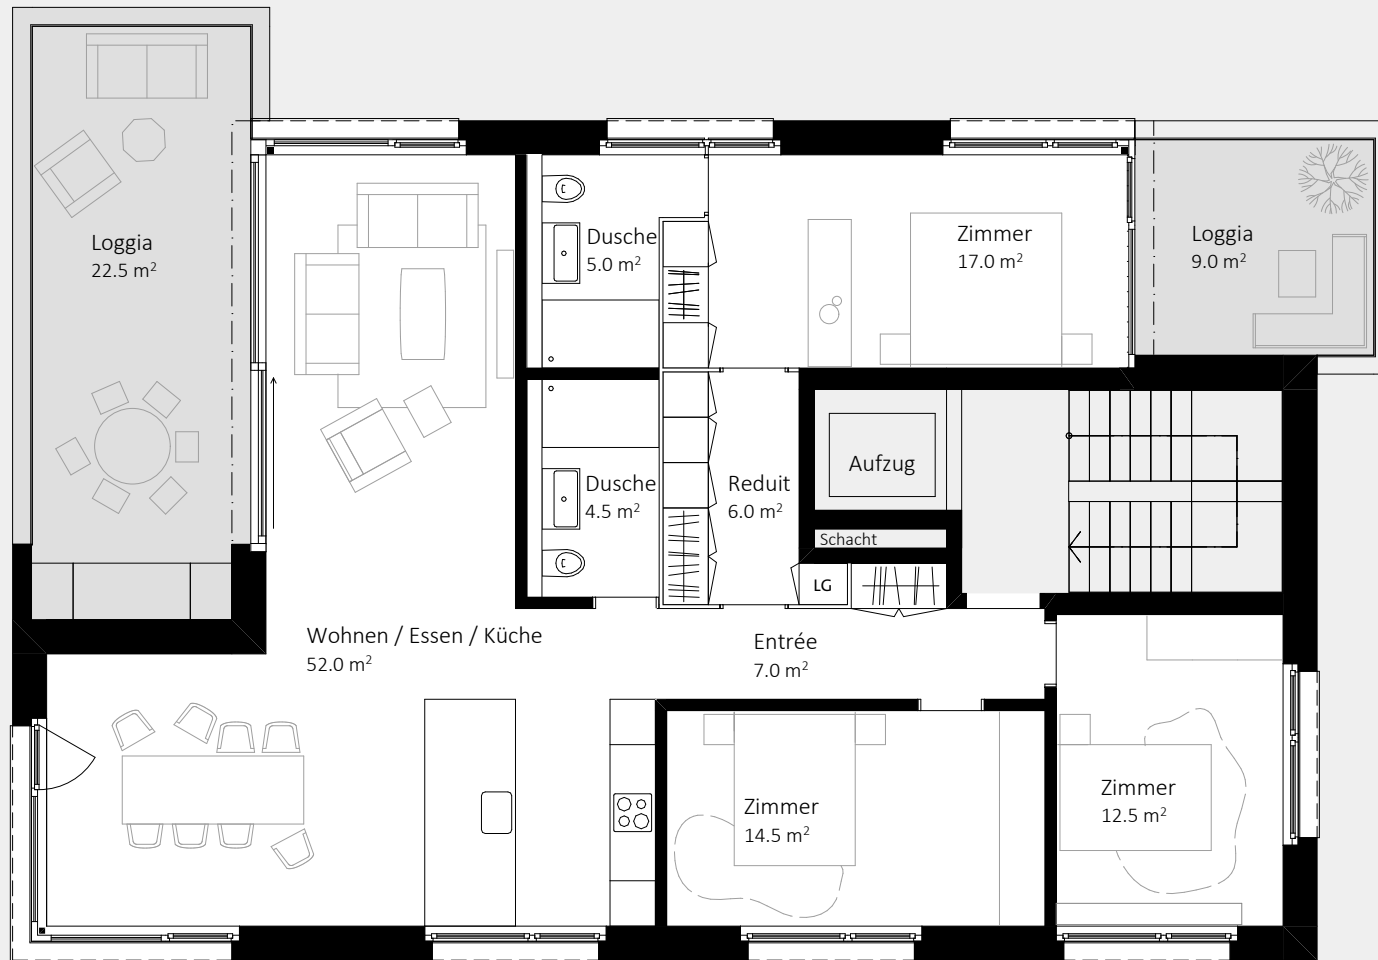 Loggia
22.5 m²
Dusche
5.0 m²
Zimmer
17.0 m²
Loggia
9.0 m²
Dusche
4.5 m²
Reduit
6.0 m²
Aufzug
Schacht
LG
Wohnen / Essen / Küche
52.0 m²
Entrée
7.0 m²
Zimmer
14.5 m²
Zimmer
12.5 m²